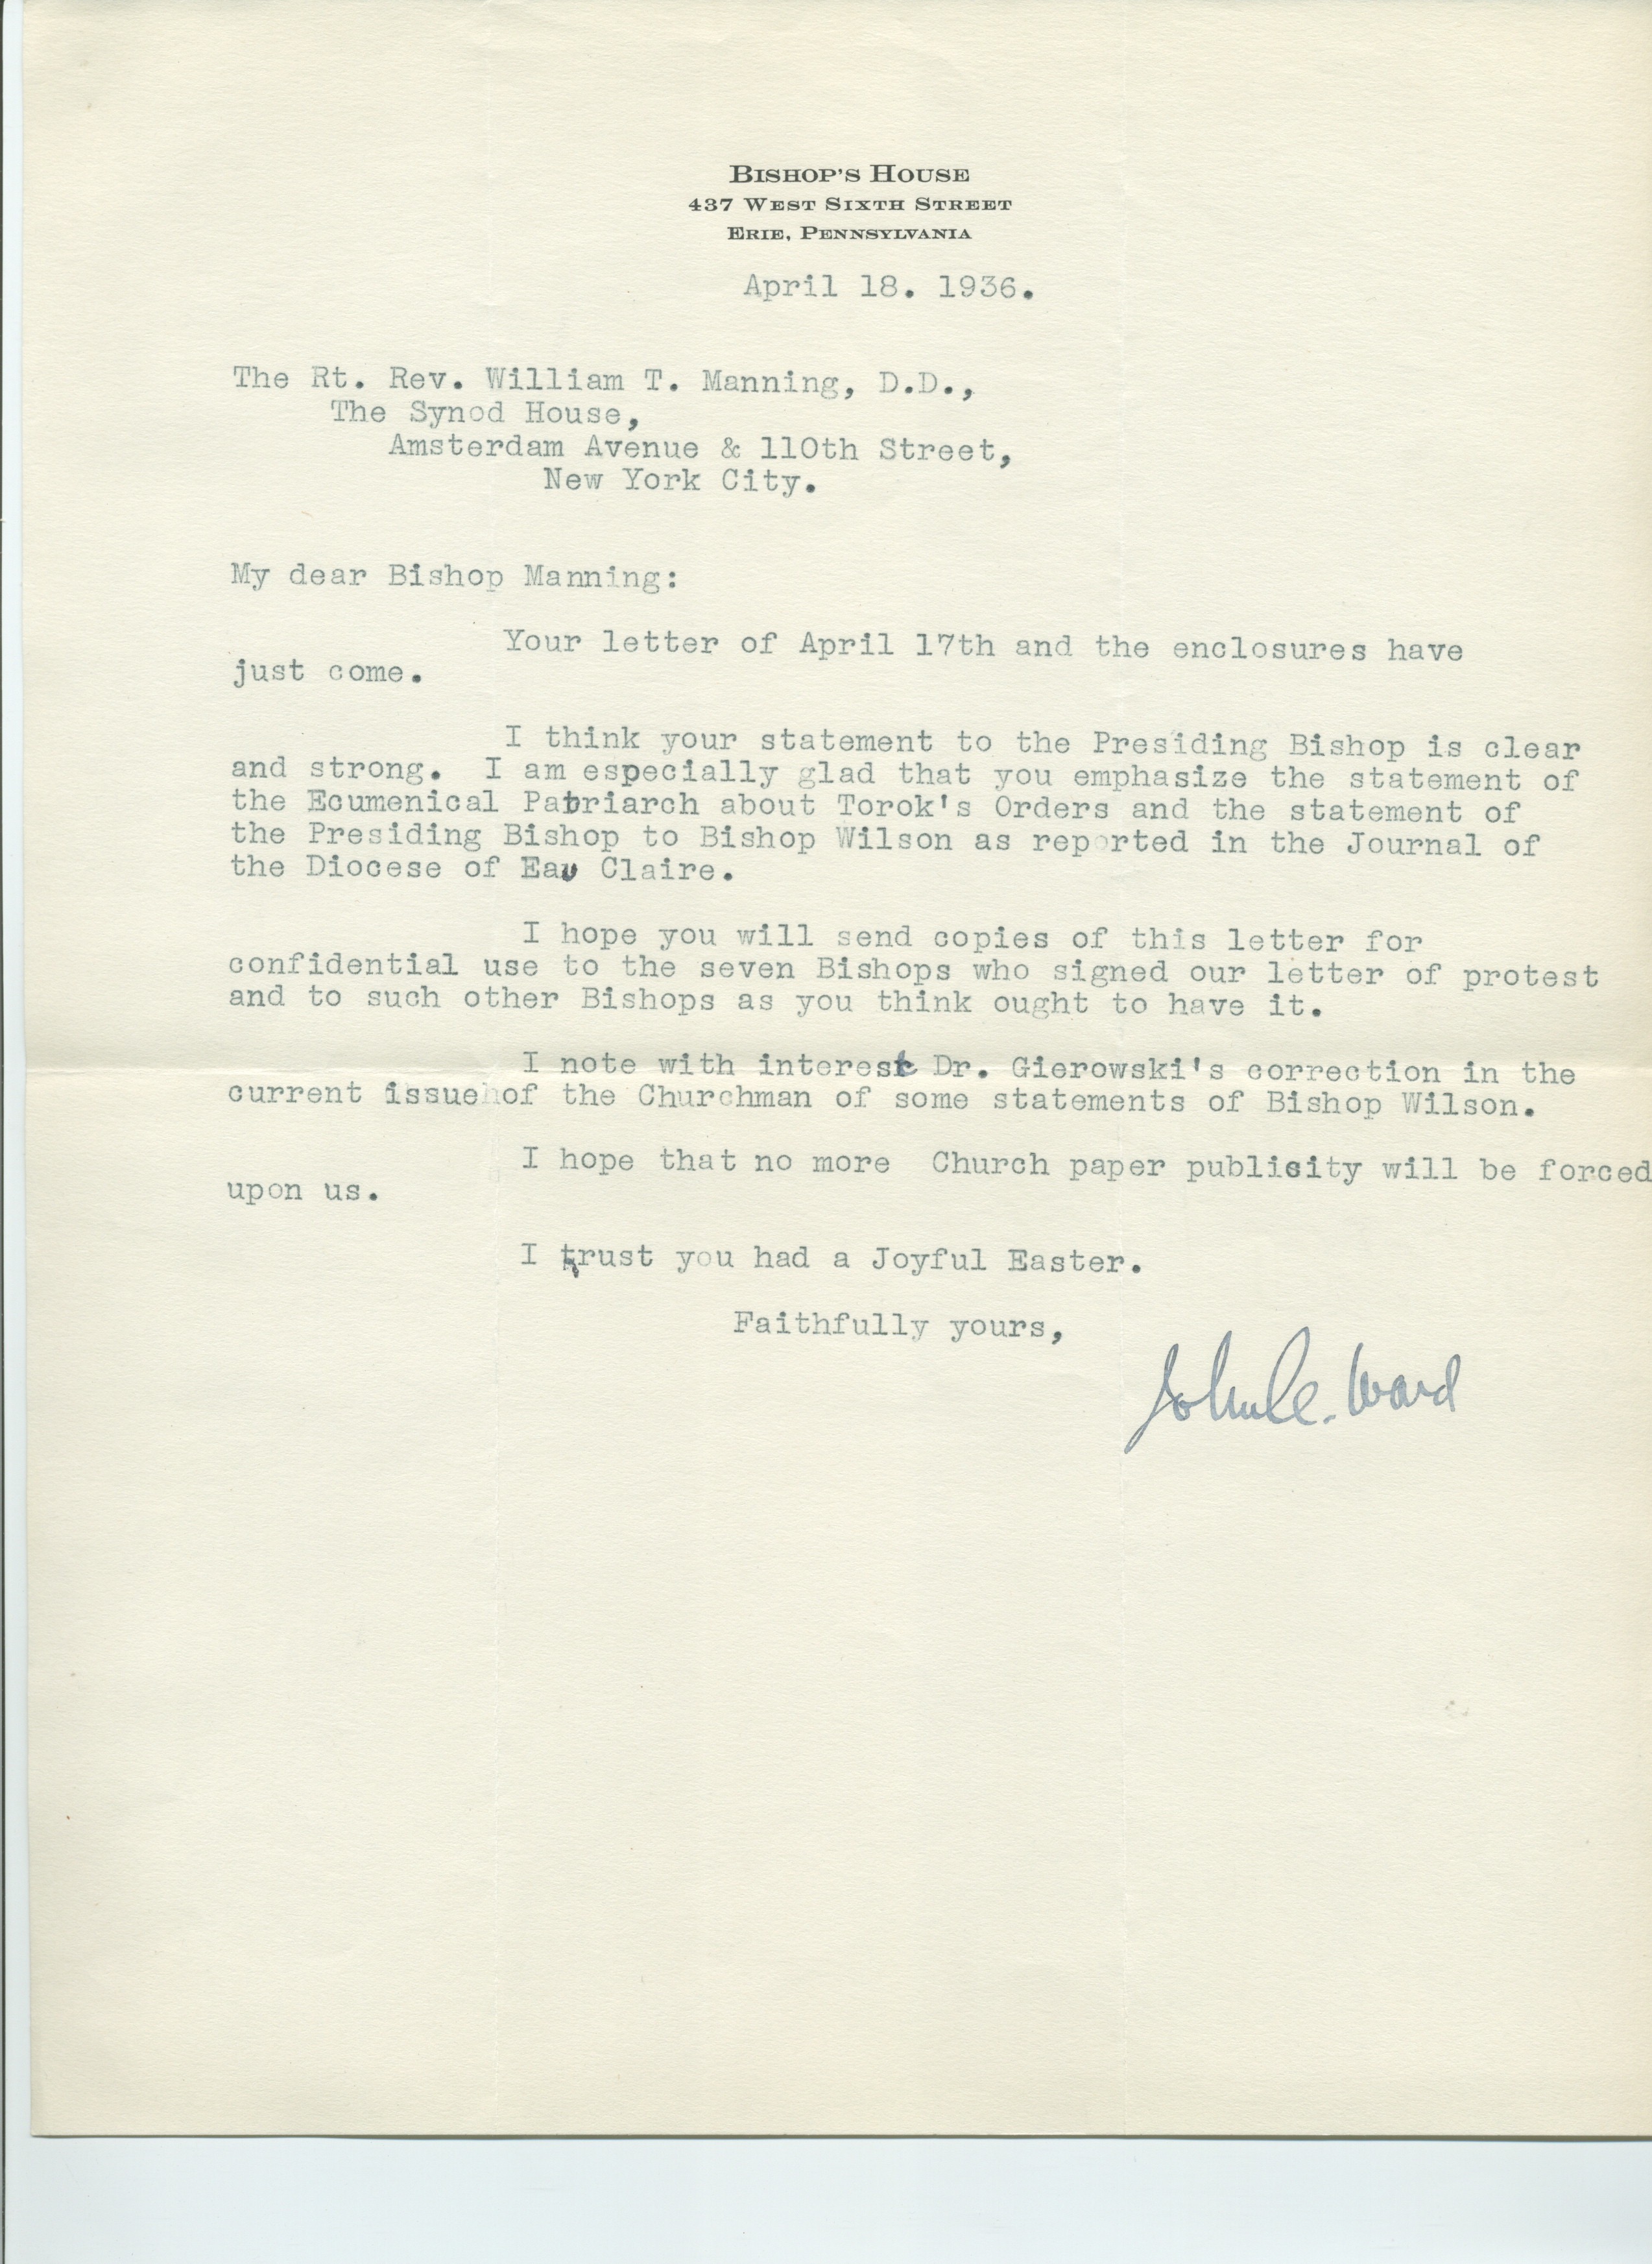 BISHOP'S HOUSE
437 WEST SIXTH STREET
ERIE, PENNSYLVANIA
April 18. 1936.
The Rt. Rev. William T. Manning, D.D.,
The Synod House,
Amsterdam Avenue & 110th Street,
New York City.
My dear Bishop Manning:
Your letter of April 17th and the enclosures have
just come.
I think your statement to the Presiding Bishop is clear
and strong. I am especially glad that you emphasize the statement of
the Ecumenical Patriarch about Torok's Orders and the statement of
the Presiding Bishop to Bishop Wilson as reported in the Journal of
the Diocese of Eau Claire.
I hope you will send copies of this letter for
confidential use to the seven Bishops who signed our letter of protest
and to such other Bishops as you think ought to have it.
I note with interest Dr. Gierowski's correction in the
current issue of the Churchman of some statements of Bishop Wilson.
I hope that no more Church paper publicity will be forced
upon us.
I trust you had a Joyful Easter.
Faithfully yours,
John C. Ward